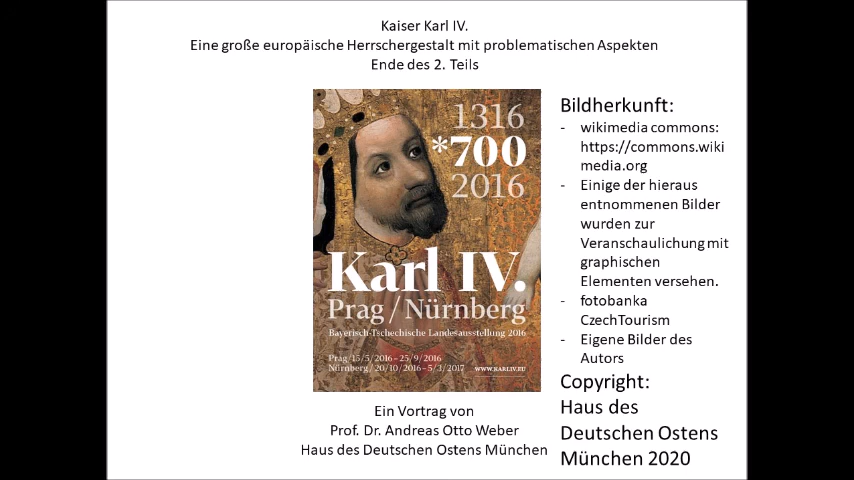 Kaiser Karl IV.
Eine große europäische Herrschergestalt mit problematischen Aspekten
Ende des 2. Teils
1316
*700
2016
Karl IV.
Prag / Nürnberg
Bayerisch-Tschechische Landesausstellung 2016
Prag/15/5/2016–25/9/2016
Nürnberg/20/10/2016–5/3/2017
WWW.KARLIV.EU
Ein Vortrag von
Prof. Dr. Andreas Otto Weber
Haus des Deutschen Ostens München
Bildherkunft:
- wikimedia commons:
https://commons.wiki
media.org
- Einige der hieraus
entnommenen Bilder
wurden zur
Veranschaulichung mit
graphischen
Elementen versehen.
- fotobanka
CzechTourism
- Eigene Bilder des
Autors
Copyright:
Haus des
Deutschen Ostens
München 2020